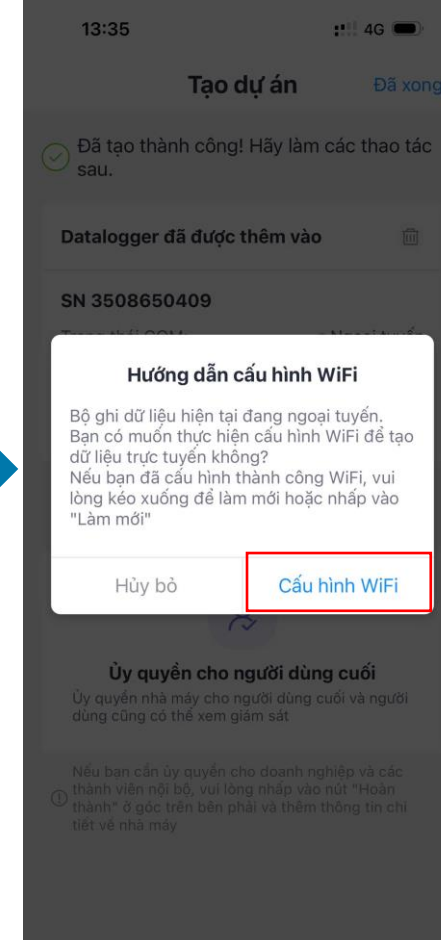 13:35
4G
Tạo dự án
Đã xong
Đã tạo thành công! Hãy làm các thao tác
sau.
Datalogger đã được thêm vào
SN 3508650409
Hướng dẫn cấu hình WiFi
Bộ ghi dữ liệu hiện tại đang ngoại tuyến.
Bạn có muốn thực hiện cấu hình WiFi để tạo
dữ liệu trực tuyến không?
Nếu bạn đã cấu hình thành công WiFi, vui
lòng kéo xuống để làm mới hoặc nhấp vào
"Làm mới"
Hủy bỏ
Cấu hình WiFi
Ủy quyền cho người dùng cuối
Ủy quyền nhà máy cho người dùng cuối và người
dùng cũng có thể xem giám sát
Nếu bạn cần ủy quyền cho doanh nghiệp và các
thành viên nội bộ, vui lòng nhấp vào nút "Hoàn
thành" ở góc trên bên phải và thêm thông tin chi
tiết về nhà máy